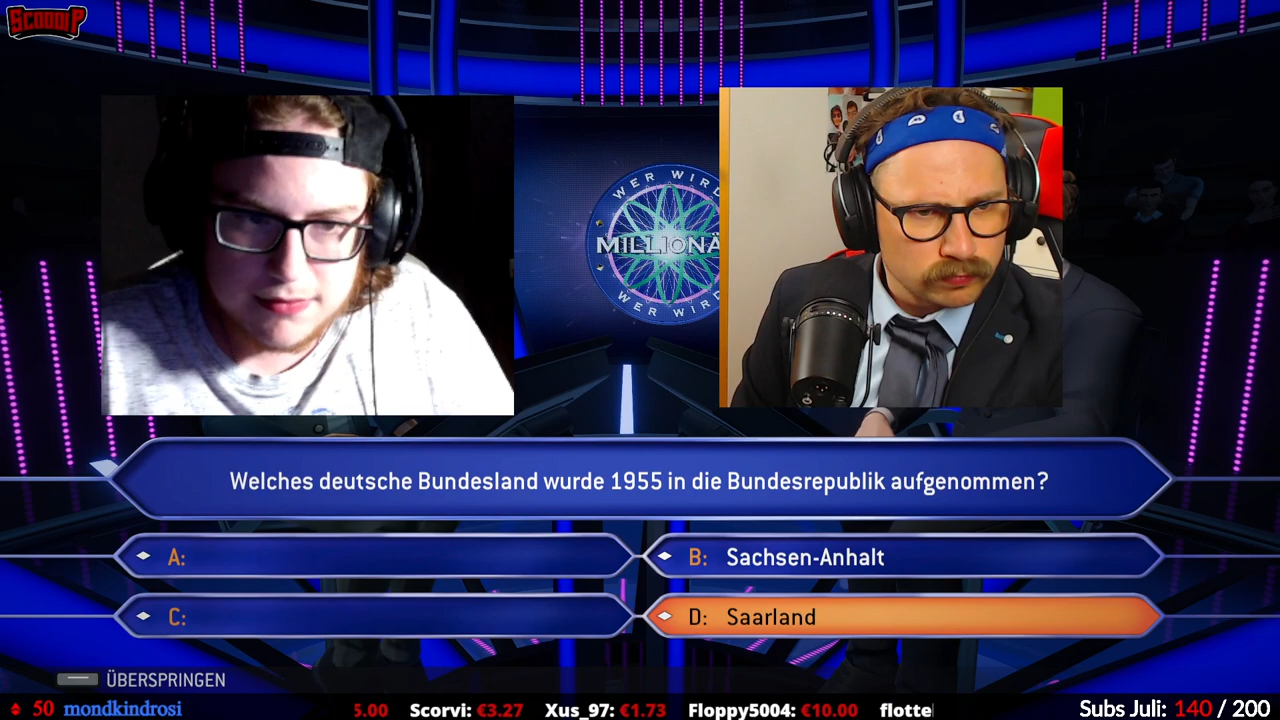 SCOOOIP
WER WIRD
MILLIONÄ
WER WIRD
Welches deutsche Bundesland wurde 1955 in die Bundesrepublik aufgenommen?
A:
B: Sachsen-Anhalt
C:
D: Saarland
ÜBERSPRINGEN
50 mondkindrosi
5.00 Scorvi: €3.27 Xus_97: €1.73 Floppy5004: €10.00 flotte
Subs Juli: 140 / 200